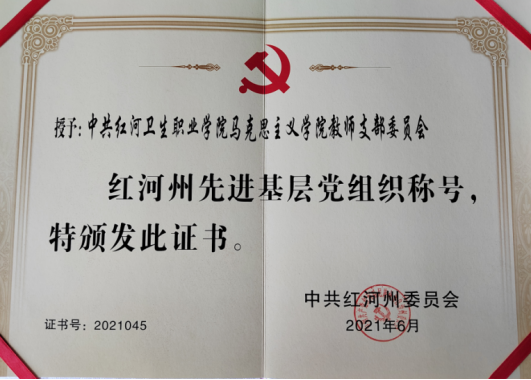 授予：中共红河卫生职业学院马克思主义学院教师支部委员会
红河州先进基层党组织称号，
特颁发此证书。
中共红河州委员会
证书号：2021045
2021年6月